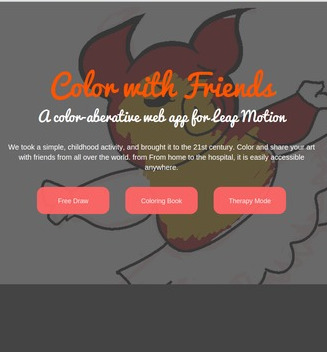 Color with Friends
A color-aberative web app for Leap Motion
We took a simple, childhood activity, and brought it to the 21st century. Color and share your art
with friends from all over the world. from From home to the hospital, it is easily accessible
anywhere.
Free Draw
Coloring Book
Therapy Mode